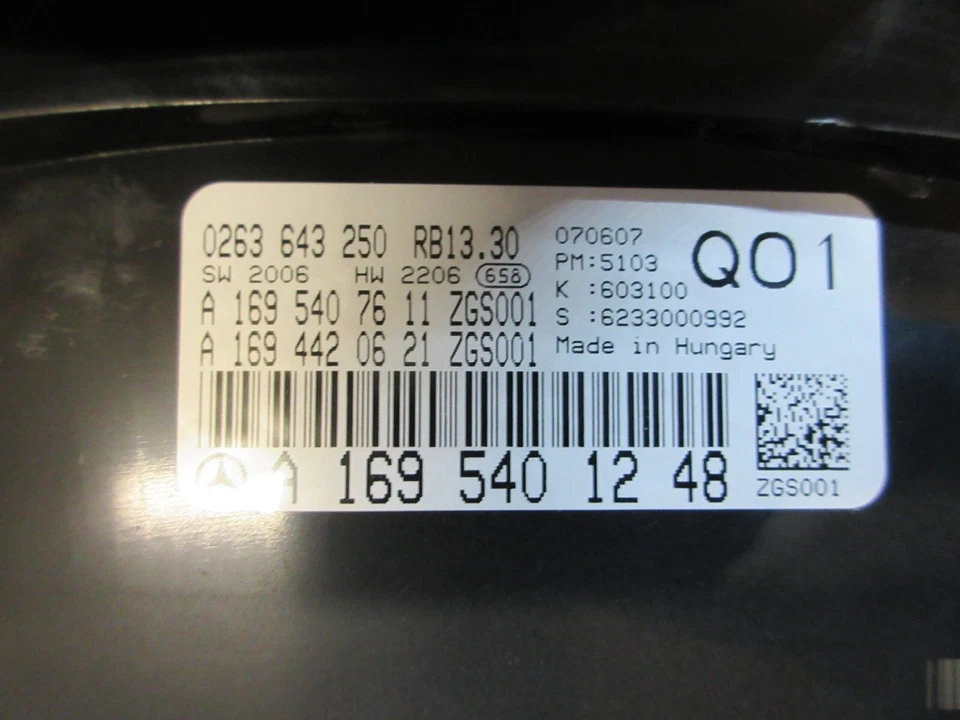 0263 643 250 RB13.30
SW 2006 HW 2206 658
A 169 540 76 11 ZGS001
A 169 442 06 21 ZGS001
070607
PM:5103
K :603100
S :6233000992
Made in Hungary
Q01
A 169 540 12 48
ZGS001